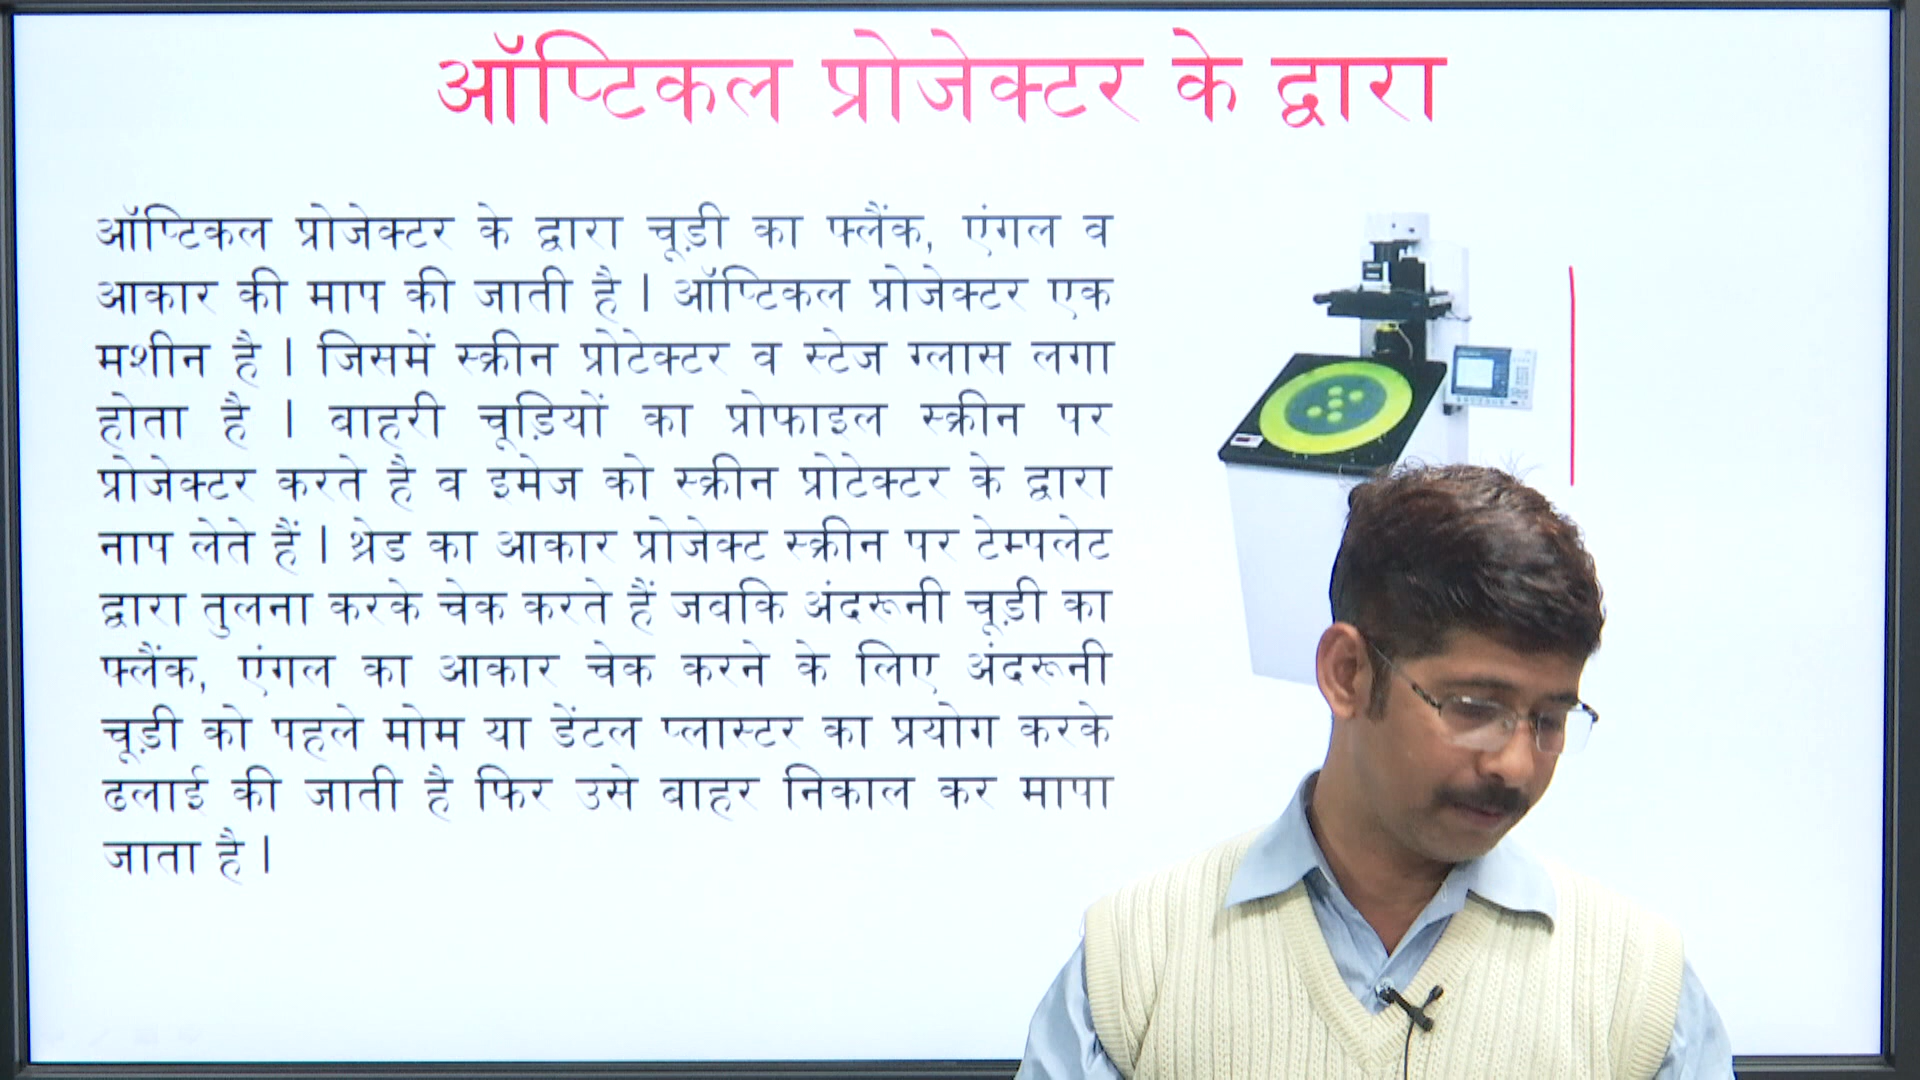 ऑप्टिकल प्रोजेक्टर के द्वारा
ऑप्टिकल प्रोजेक्टर के द्वारा चूड़ी का फ्लैंक, एंगल व
आकार की माप की जाती है । ऑप्टिकल प्रोजेक्टर एक
मशीन है । जिसमें स्क्रीन प्रोटेक्टर व स्टेज ग्लास लगा
होता है । बाहरी चूड़ियों का प्रोफाइल स्क्रीन पर
प्रोजेक्टर करते है व इमेज को स्क्रीन प्रोटेक्टर के द्वारा
नाप लेते हैं । थ्रेड का आकार प्रोजेक्ट स्क्रीन पर टेम्पलेट
द्वारा तुलना करके चेक करते हैं जबकि अंदरूनी चूड़ी का
फ्लैंक, एंगल का आकार चेक करने के लिए अंदरूनी
चूड़ी को पहले मोम या डेंटल प्लास्टर का प्रयोग करके
ढलाई की जाती है फिर उसे बाहर निकाल कर मापा
जाता है ।